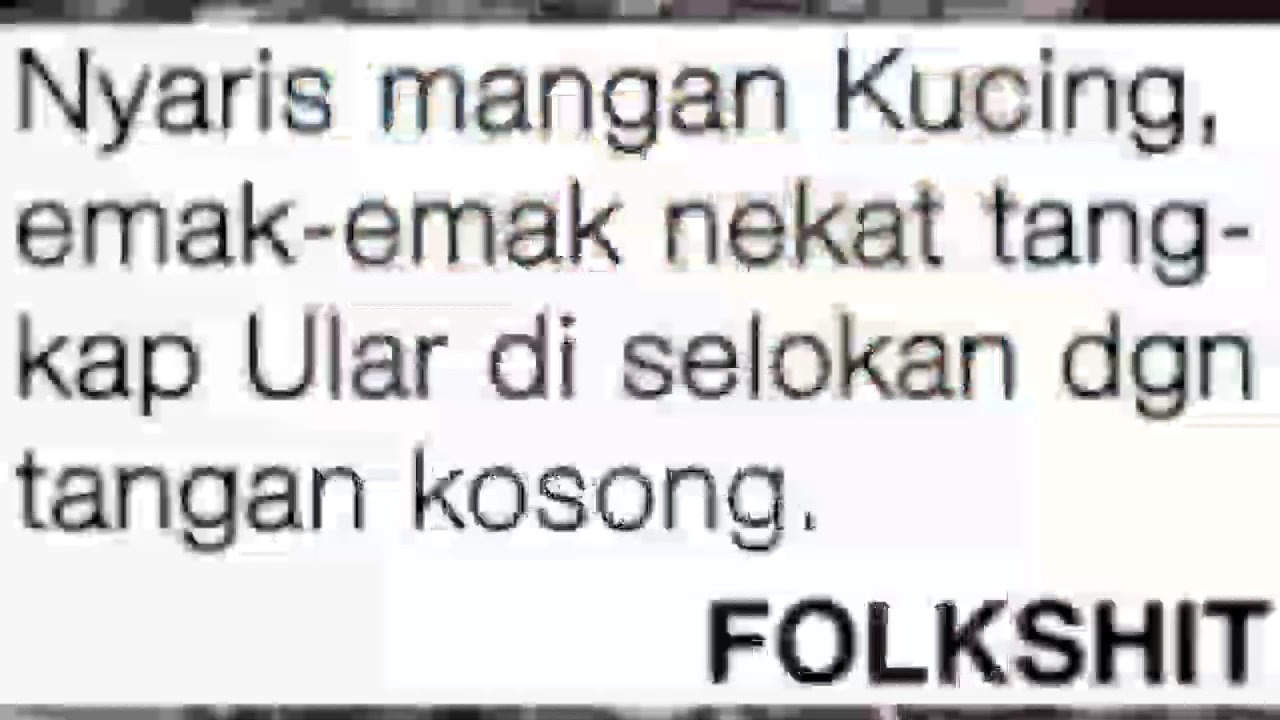 Nyaris mangan Kucing,
emak-emak nekat tang-
kap Ular di selokan dgn
tangan kosong.
FOLKSHIT